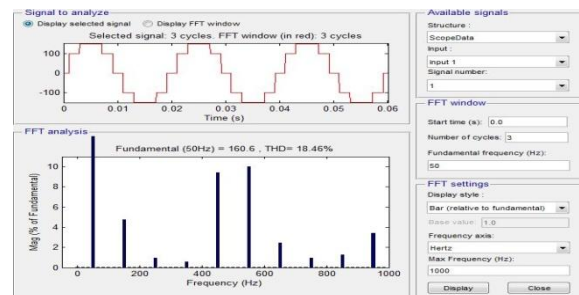 Signal to analyze
Display selected signal Display FFT window
Selected signal: 3 cycles. FFT window (in red): 3 cycles
100
0
-100
0 0.01 0.02 0.03 0.04 0.05 0.06
Time (s)
FFT analysis
Fundamental (50Hz) = 160.6 , THD= 18.46%
Mag (% of Fundamental)
10
8
6
4
2
0
0 200 400 600 800 1000
Frequency (Hz)
Available signals
Structure :
ScopeData
Input :
input 1
Signal number:
1
FFT window
Start time (s): 0.0
Number of cycles: 3
Fundamental frequency (Hz):
50
FFT settings
Display style :
Bar (relative to fundamental)
Base value: 1.0
Frequency axis:
Hertz
Max Frequency (Hz):
1000
Display Close